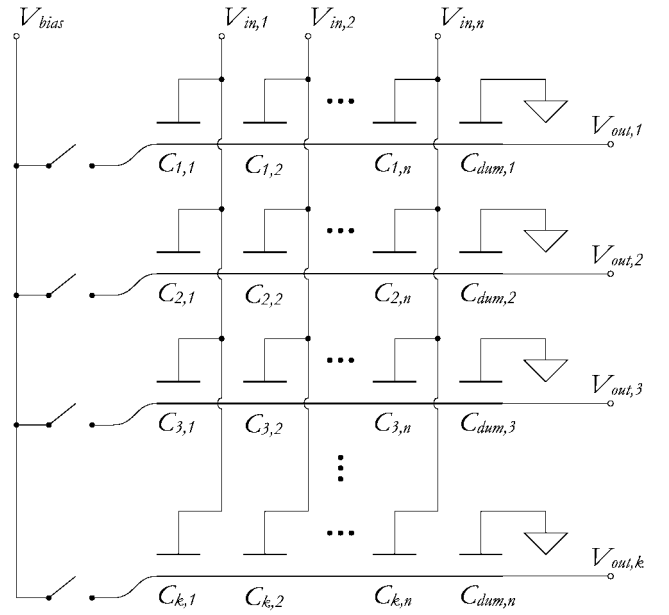 V_bias V_in,1 V_in,2 V_in,n
V_out,1
C_1,1 C_1,2 C_1,n C_dum,1
V_out,2
C_2,1 C_2,2 C_2,n C_dum,2
V_out,3
C_3,1 C_3,2 C_3,n C_dum,3
V_out,k
C_k,1 C_k,2 C_k,n C_dum,n